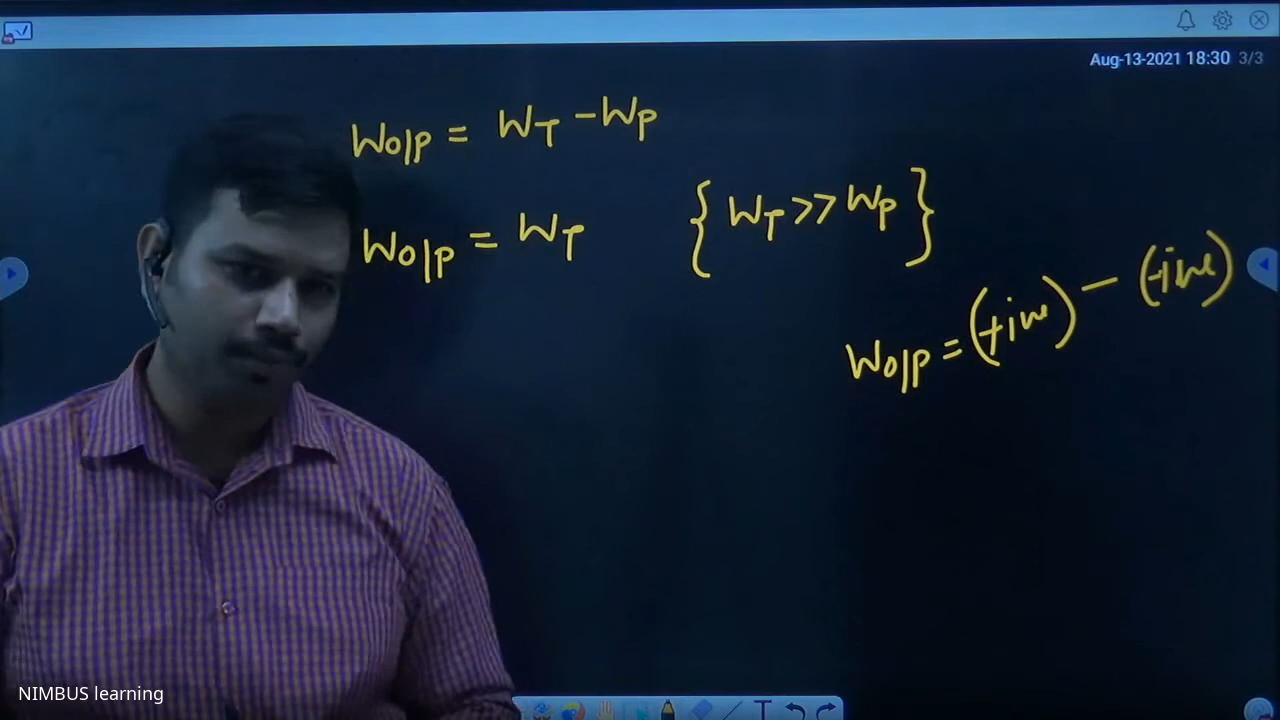 Aug-13-2021 18:30 3/3
Wo/p = WT - Wp
Wo/p = WT { WT >> Wp }
Wo/p = (+ive) - (+ive)
T
NIMBUS learning